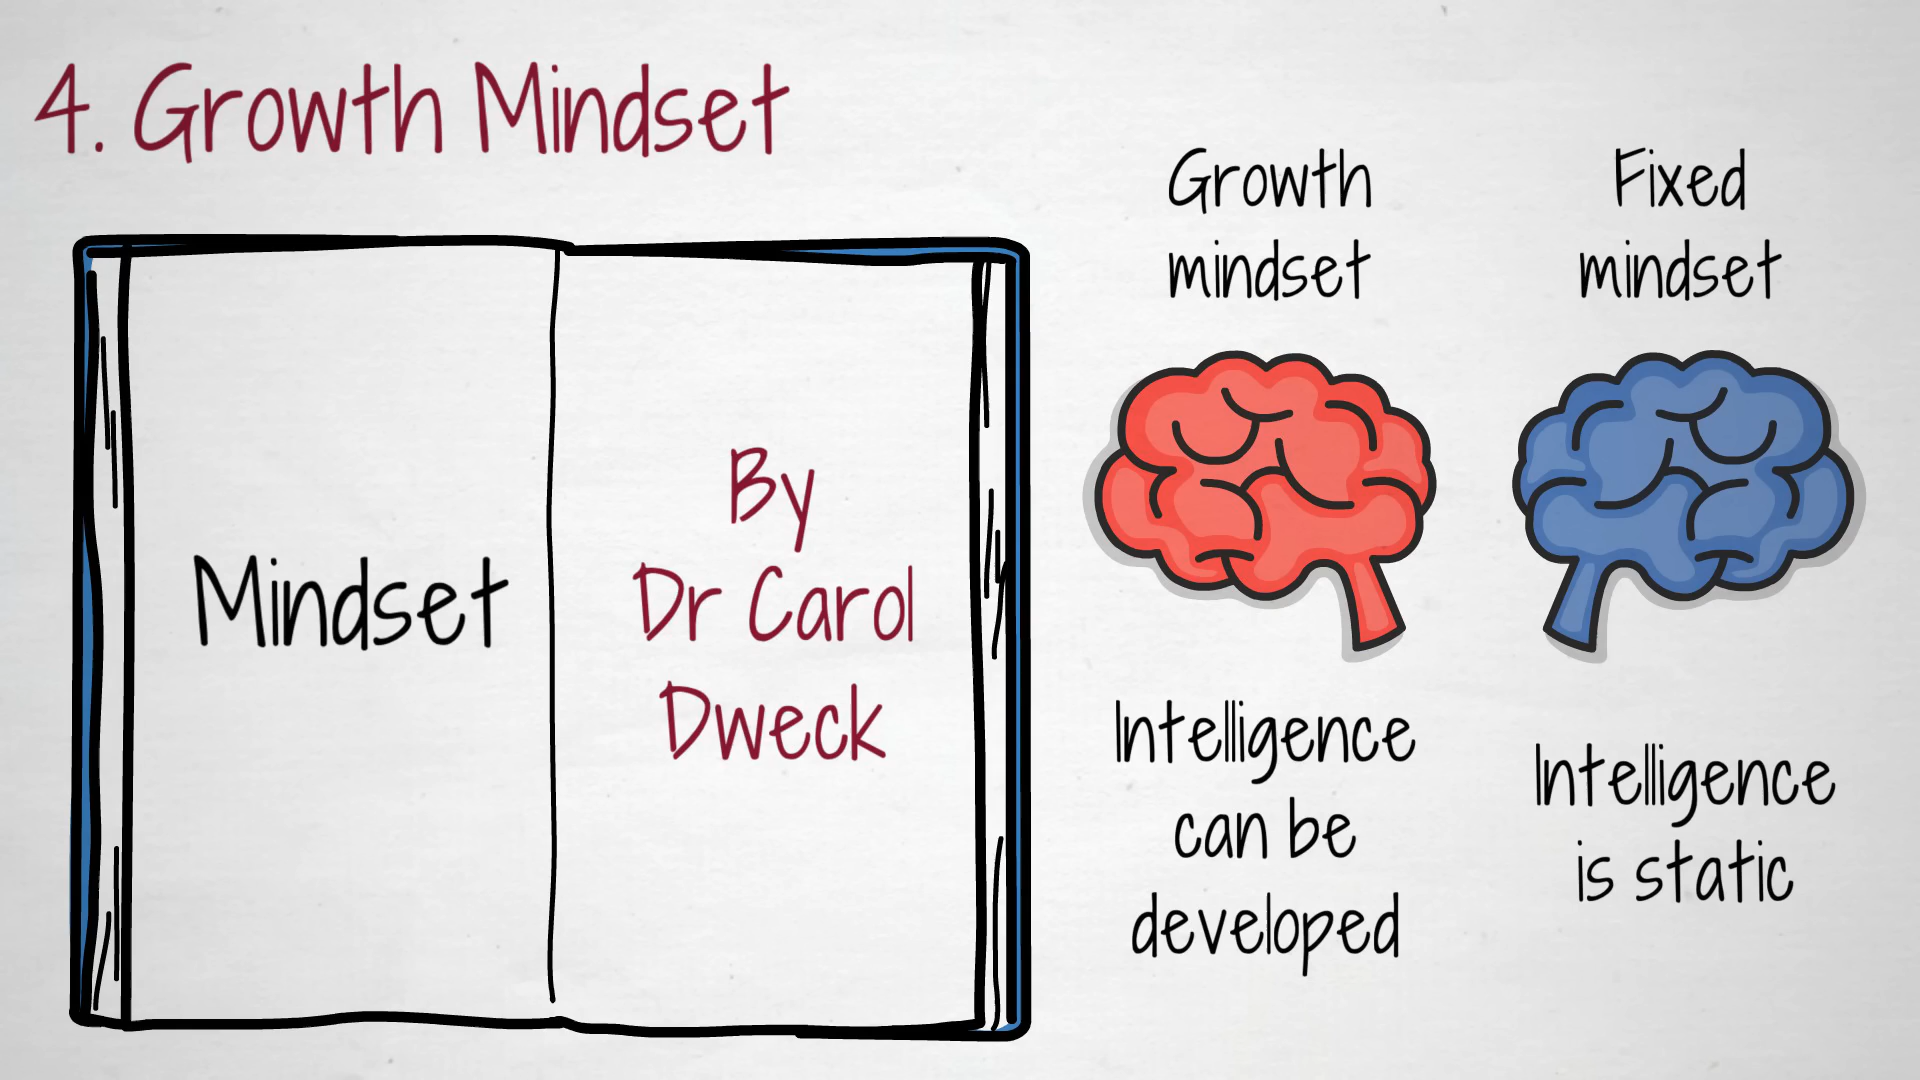 4. Growth Mindset
Mindset
By
Dr Carol
Dweck
Growth
mindset
Intelligence
can be
developed
Fixed
mindset
Intelligence
is static